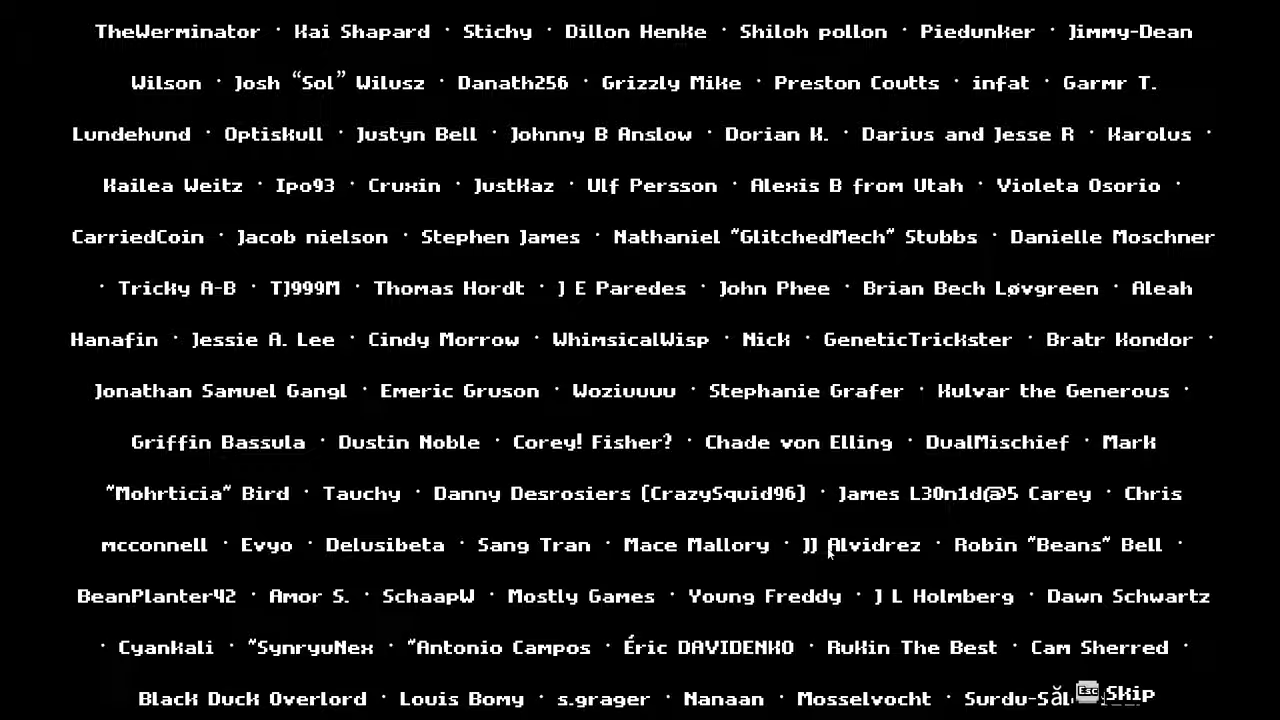 TheWerminator · Kai Shapard · Stichy · Dillon Henke · Shiloh pollon · Piedunker · Jimmy-Dean
Wilson · Josh “Sol” Wilusz · Danath256 · Grizzly Mike · Preston Coutts · infat · Garmr T.
Lundehund · Optiskull · Justyn Bell · Johnny B Anslow · Dorian K. · Darius and Jesse R · Karolus ·
Kailea Weitz · Ipo93 · Cruxin · JustKaz · Ulf Persson · Alexis B from Utah · Violeta Osorio ·
CarriedCoin · Jacob nielson · Stephen James · Nathaniel "GlitchedMech" Stubbs · Danielle Moschner
· Tricky A-B · TJ999M · Thomas Hordt · J E Paredes · John Phee · Brian Bech Løvgreen · Aleah
Hanafin · Jessie A. Lee · Cindy Morrow · WhimsicalWisp · Nick · GeneticTrickster · Bratr Kondor ·
Jonathan Samuel Gangl · Emeric Gruson · Woziuuuu · Stephanie Grafer · Kulvar the Generous ·
Griffin Bassula · Dustin Noble · Corey! Fisher? · Chade von Elling · DualMischief · Mark
"Mohrticia" Bird · Tauchy · Danny Desrosiers (CrazySquid96) · James L30n1d@5 Carey · Chris
mcconnell · Evyo · Delusibeta · Sang Tran · Mace Mallory · JJ Alvidrez · Robin "Beans" Bell ·
BeanPlanter42 · Amor S. · SchaapW · Mostly Games · Young Freddy · J L Holmberg · Dawn Schwartz
· Cyankali · "SynryuNex · "Antonio Campos · Éric DAVIDENKO · Rukin The Best · Cam Sherred ·
Black Duck Overlord · Louis Bomy · s.grager · Nanaan · Mosselvocht · Esc Skip